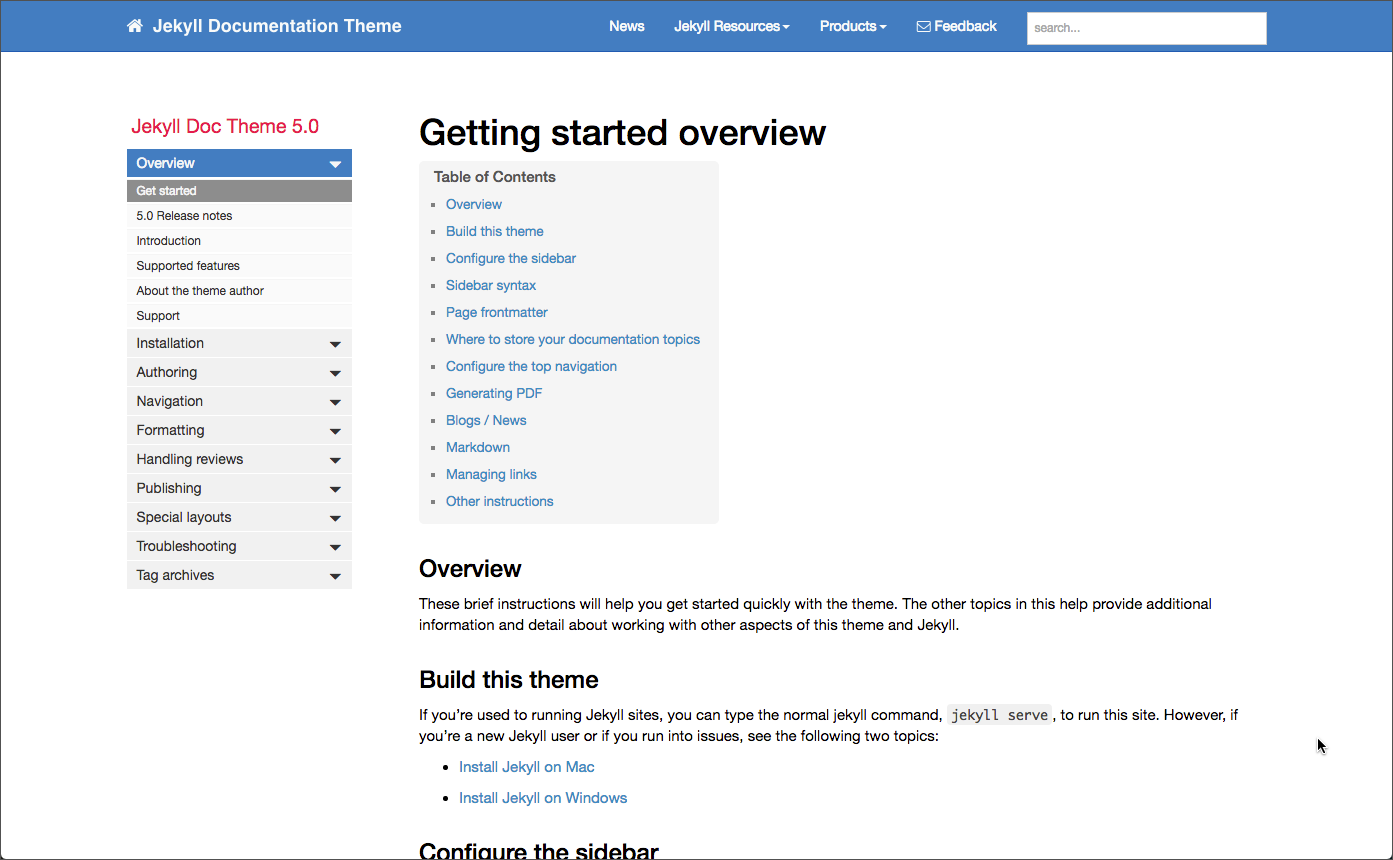 Jekyll Documentation Theme
News
Jekyll Resources
Products
Feedback
search...
Jekyll Doc Theme 5.0
Overview
Get started
5.0 Release notes
Introduction
Supported features
About the theme author
Support
Installation
Authoring
Navigation
Formatting
Handling reviews
Publishing
Special layouts
Troubleshooting
Tag archives
Getting started overview
Table of Contents
Overview
Build this theme
Configure the sidebar
Sidebar syntax
Page frontmatter
Where to store your documentation topics
Configure the top navigation
Generating PDF
Blogs / News
Markdown
Managing links
Other instructions
Overview
These brief instructions will help you get started quickly with the theme. The other topics in this help provide additional
information and detail about working with other aspects of this theme and Jekyll.
Build this theme
If you’re used to running Jekyll sites, you can type the normal jekyll command, jekyll serve, to run this site. However, if
you’re a new Jekyll user or if you run into issues, see the following two topics:
Install Jekyll on Mac
Install Jekyll on Windows
Configure the sidebar